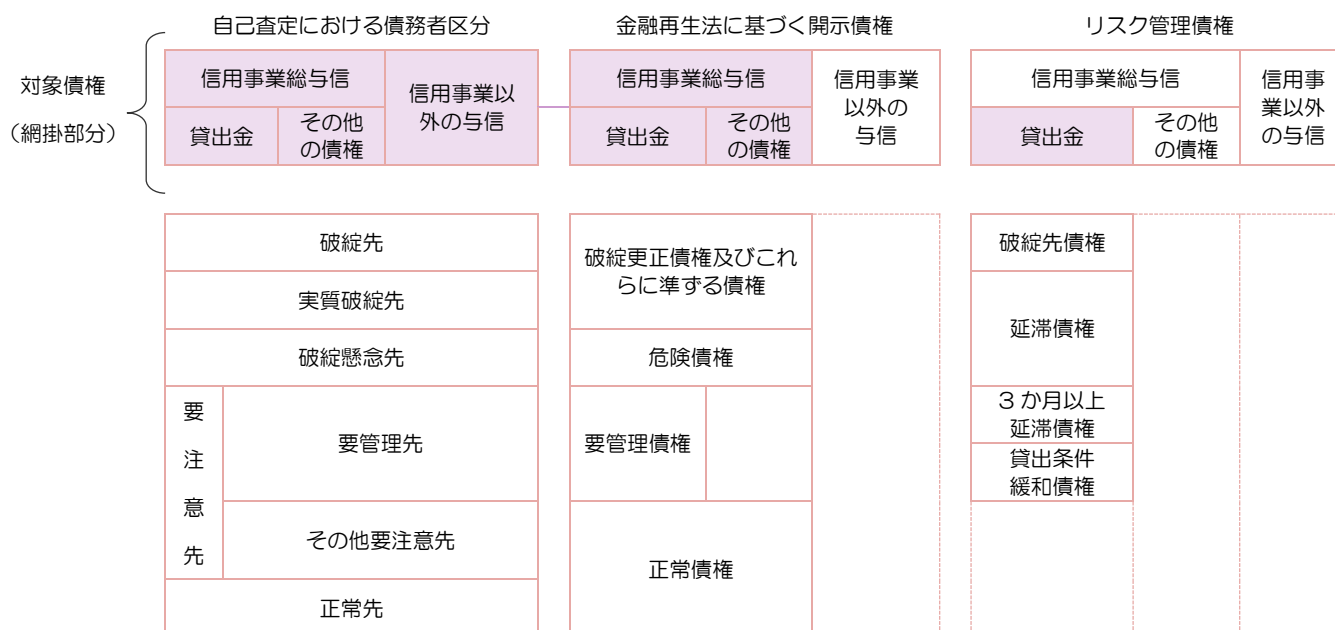 自己査定における債務者区分
金融再生法に基づく開示債権
リスク管理債権
対象債権
（網掛部分）
信用事業総与信
信用事業以
外の与信
貸出金
その他
の債権
信用事業総与信
信用事業
以外の
与信
貸出金
その他
の債権
信用事業総与信
信用事
業以外
の与信
貸出金
その他
の債権
破綻先
実質破綻先
破綻懸念先
要
注
意
先
要管理先
その他要注意先
正常先
破綻更正債権及びこれ
らに準ずる債権
危険債権
要管理債権
正常債権
破綻先債権
延滞債権
３か月以上
延滞債権
貸出条件
緩和債権